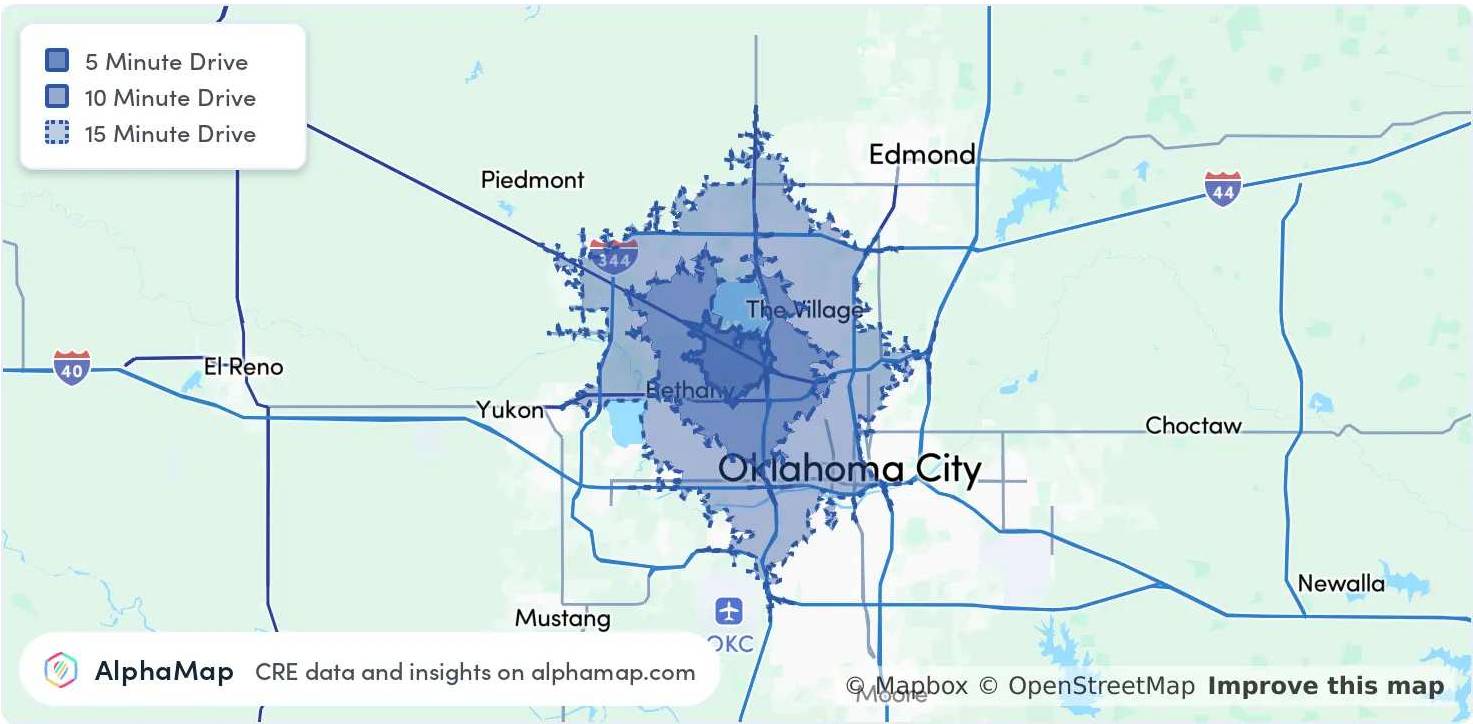 5 Minute Drive
10 Minute Drive
15 Minute Drive
Edmond
Piedmont
44
344
The Village
El Reno
40
Bethany
Yukon
Choctaw
Oklahoma City
Newalla
Mustang
OKC
AlphaMap CRE data and insights on alphamap.com
© Mapbox © OpenStreetMap Improve this map
Moore